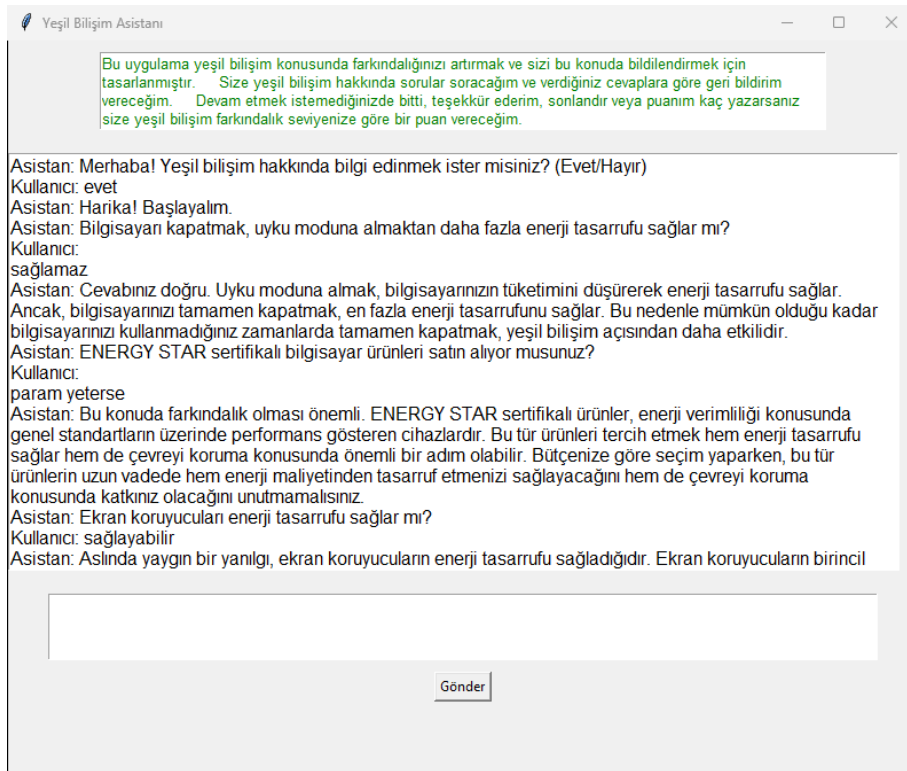 Yeşil Bilişim Asistanı
Bu uygulama yeşil bilişim konusunda farkındalığınızı artırmak ve sizi bu konuda bildilendirmek için
tasarlanmıştır. Size yeşil bilişim hakkında sorular soracağım ve verdiğiniz cevaplara göre geri bildirim
vereceğim. Devam etmek istemediğinizde bitti, teşekkür ederim, sonlandır veya puanım kaç yazarsanız
size yeşil bilişim farkındalık seviyenize göre bir puan vereceğim.
Asistan: Merhaba! Yeşil bilişim hakkında bilgi edinmek ister misiniz? (Evet/Hayır)
Kullanıcı: evet
Asistan: Harika! Başlayalım.
Asistan: Bilgisayarı kapatmak, uyku moduna almaktan daha fazla enerji tasarrufu sağlar mı?
Kullanıcı:
sağlamaz
Asistan: Cevabınız doğru. Uyku moduna almak, bilgisayarınızın tüketimini düşürerek enerji tasarrufu sağlar.
Ancak, bilgisayarınızı tamamen kapatmak, en fazla enerji tasarrufunu sağlar. Bu nedenle mümkün olduğu kadar
bilgisayarınızı kullanmadığınız zamanlarda tamamen kapatmak, yeşil bilişim açısından daha etkilidir.
Asistan: ENERGY STAR sertifikalı bilgisayar ürünleri satın alıyor musunuz?
Kullanıcı:
param yeterse
Asistan: Bu konuda farkındalık olması önemli. ENERGY STAR sertifikalı ürünler, enerji verimliliği konusunda
genel standartların üzerinde performans gösteren cihazlardır. Bu tür ürünleri tercih etmek hem enerji tasarrufu
sağlar hem de çevreyi koruma konusunda önemli bir adım olabilir. Bütçenize göre seçim yaparken, bu tür
ürünlerin uzun vadede hem enerji maliyetinden tasarruf etmenizi sağlayacağını hem de çevreyi koruma
konusunda katkınız olacağını unutmamalısınız.
Asistan: Ekran koruyucuları enerji tasarrufu sağlar mı?
Kullanıcı: sağlayabilir
Asistan: Aslında yaygın bir yanılgı, ekran koruyucuların enerji tasarrufu sağladığıdır. Ekran koruyucuların birincil
Gönder